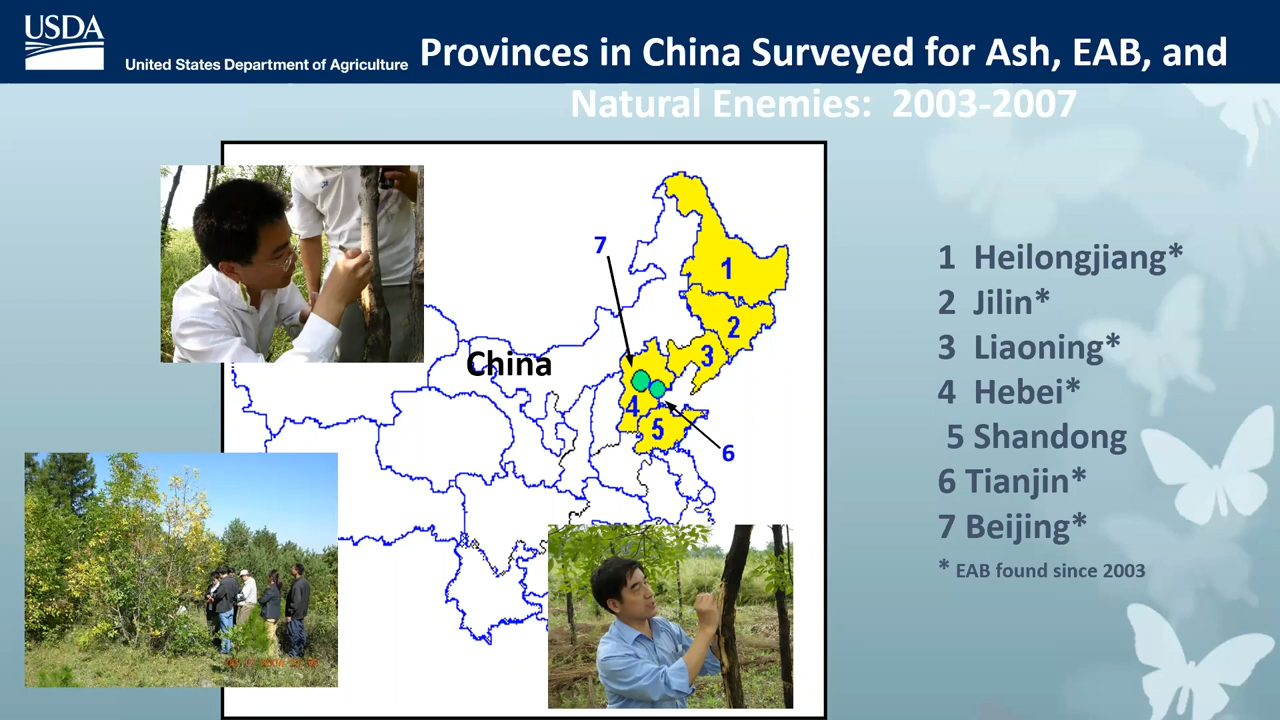 USDA
United States Department of Agriculture
Provinces in China Surveyed for Ash, EAB, and
Natural Enemies: 2003-2007
7
1
2
3
China
4
5
6
1 Heilongjiang*
2 Jilin*
3 Liaoning*
4 Hebei*
5 Shandong
6 Tianjin*
7 Beijing*
* EAB found since 2003